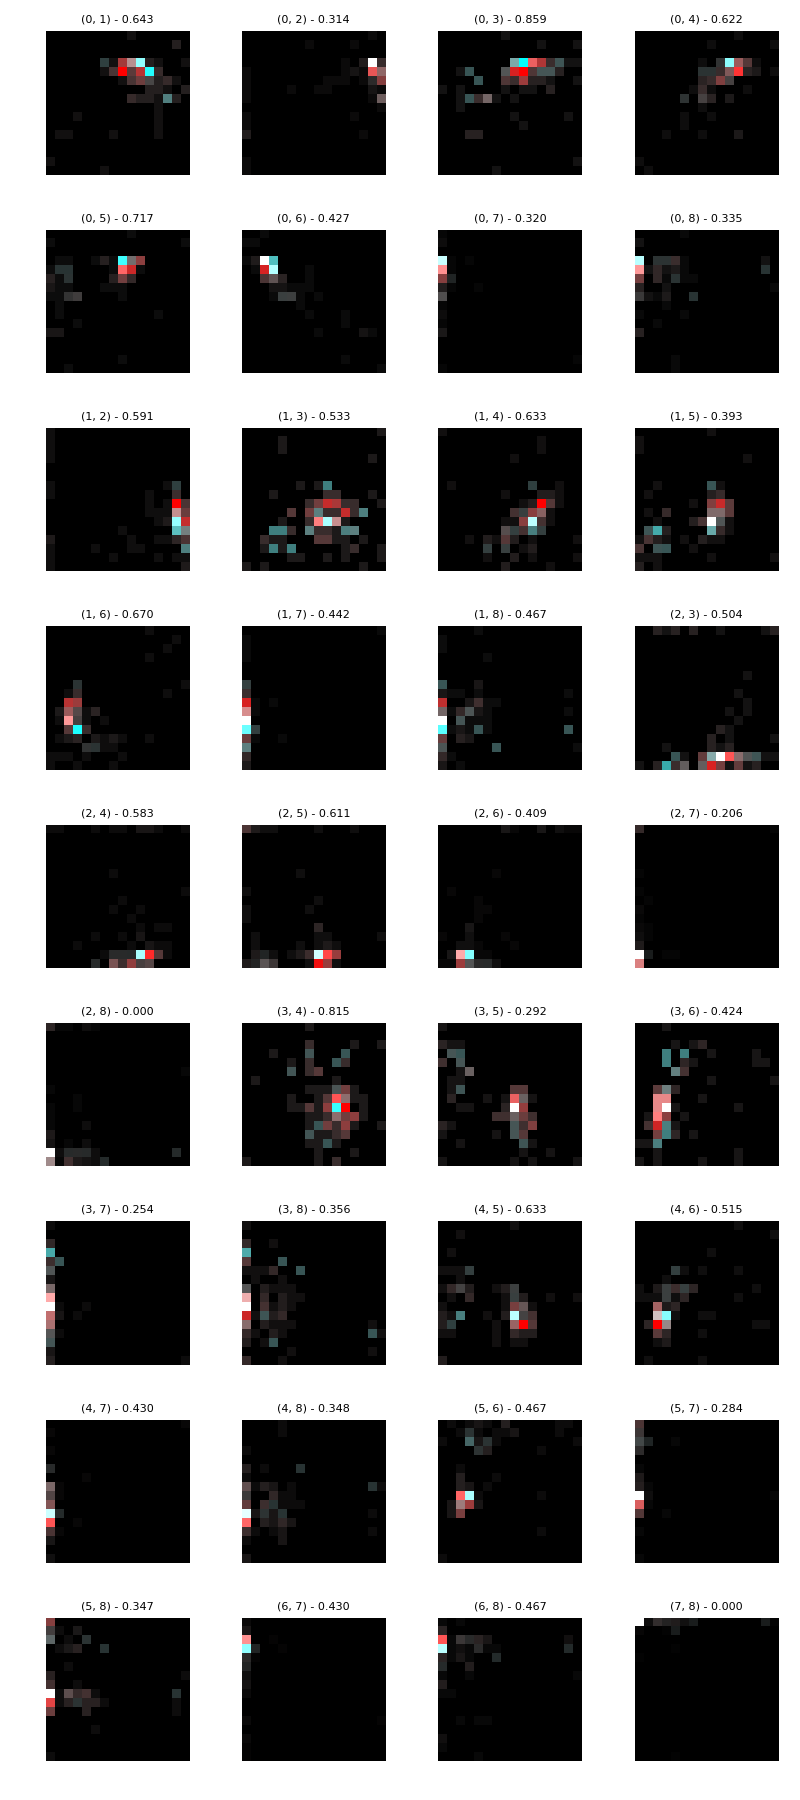 (0, 1) - 0.643 (0, 2) - 0.314 (0, 3) - 0.859 (0, 4) - 0.622
(0, 5) - 0.717 (0, 6) - 0.427 (0, 7) - 0.320 (0, 8) - 0.335
(1, 2) - 0.591 (1, 3) - 0.533 (1, 4) - 0.633 (1, 5) - 0.393
(1, 6) - 0.670 (1, 7) - 0.442 (1, 8) - 0.467 (2, 3) - 0.504
(2, 4) - 0.583 (2, 5) - 0.611 (2, 6) - 0.409 (2, 7) - 0.206
(2, 8) - 0.000 (3, 4) - 0.815 (3, 5) - 0.292 (3, 6) - 0.424
(3, 7) - 0.254 (3, 8) - 0.356 (4, 5) - 0.633 (4, 6) - 0.515
(4, 7) - 0.430 (4, 8) - 0.348 (5, 6) - 0.467 (5, 7) - 0.284
(5, 8) - 0.347 (6, 7) - 0.430 (6, 8) - 0.467 (7, 8) - 0.000